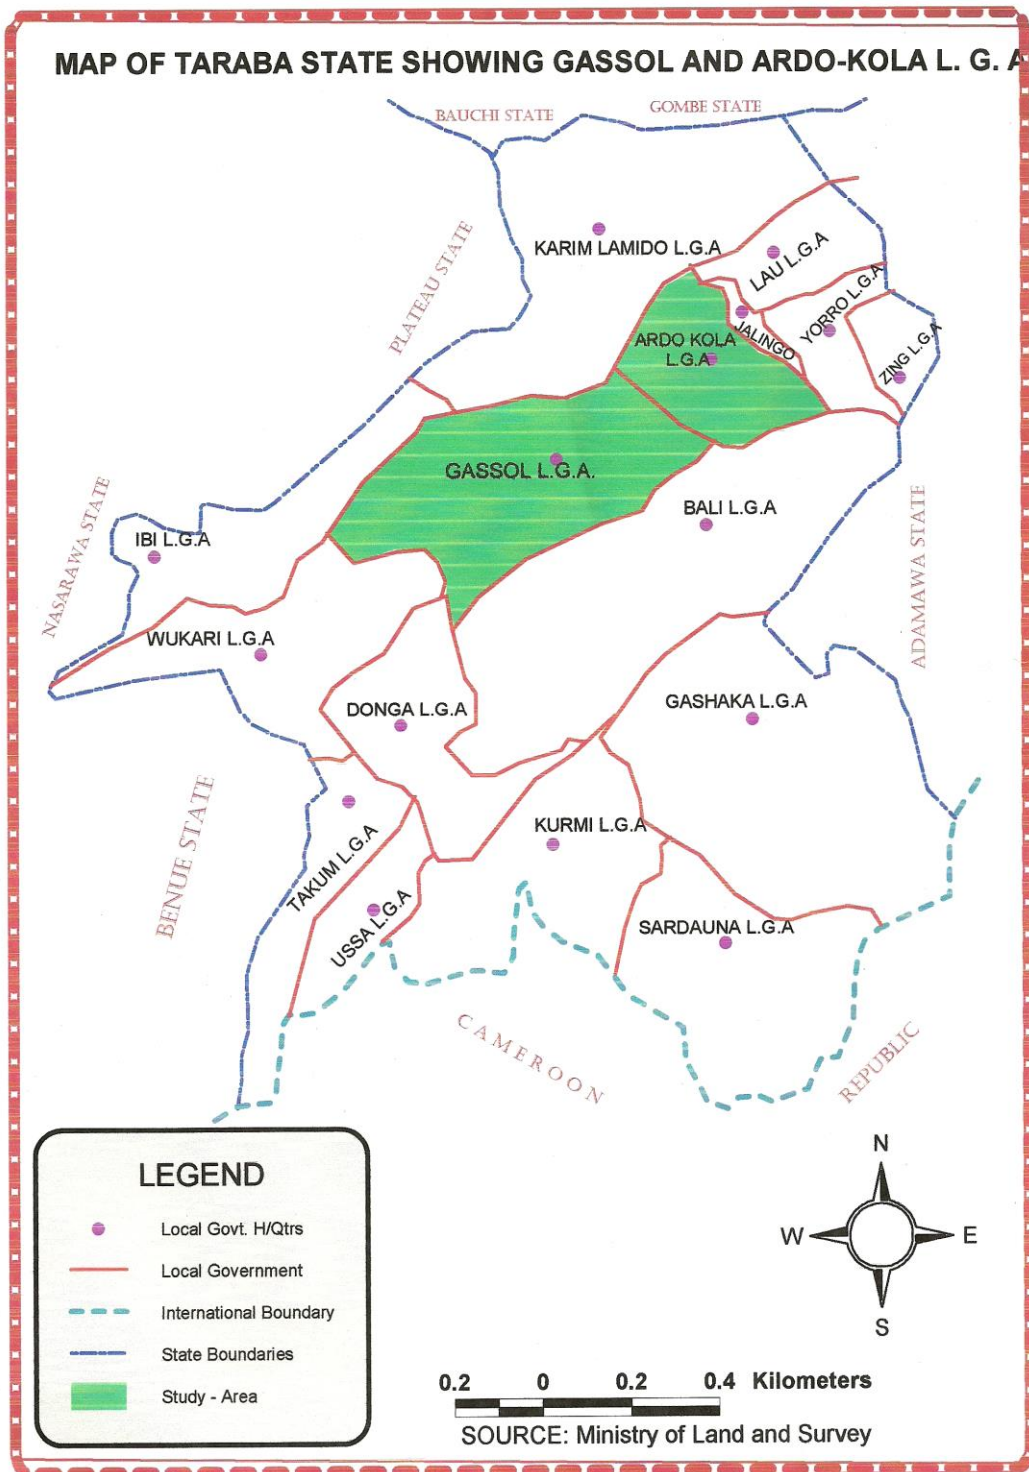 MAP OF TARABA STATE SHOWING GASSOL AND ARDO-KOLA L. G. A
BAUCHI STATE
GOMBE STATE
PLATEAU STATE
KARIM LAMIDO L.G.A
LAU L.G.A
YORRO L.G.A
JALINGO
ZING L.G.A
ARDO KOLA
L.G.A
GASSOL L.G.A.
BALI L.G.A
NASARAWA STATE
IBI L.G.A
ADAMAWA STATE
WUKARI L.G.A
DONGA L.G.A
GASHAKA L.G.A
BENUE STATE
TAKUM L.G.A
KURMI L.G.A
USSA L.G.A
SARDAUNA L.G.A
CAMEROON
REPUBLIC
LEGEND
Local Govt. H/Qtrs
Local Government
International Boundary
State Boundaries
Study - Area
N
W
E
S
0.2 0 0.2 0.4 Kilometers
SOURCE: Ministry of Land and Survey